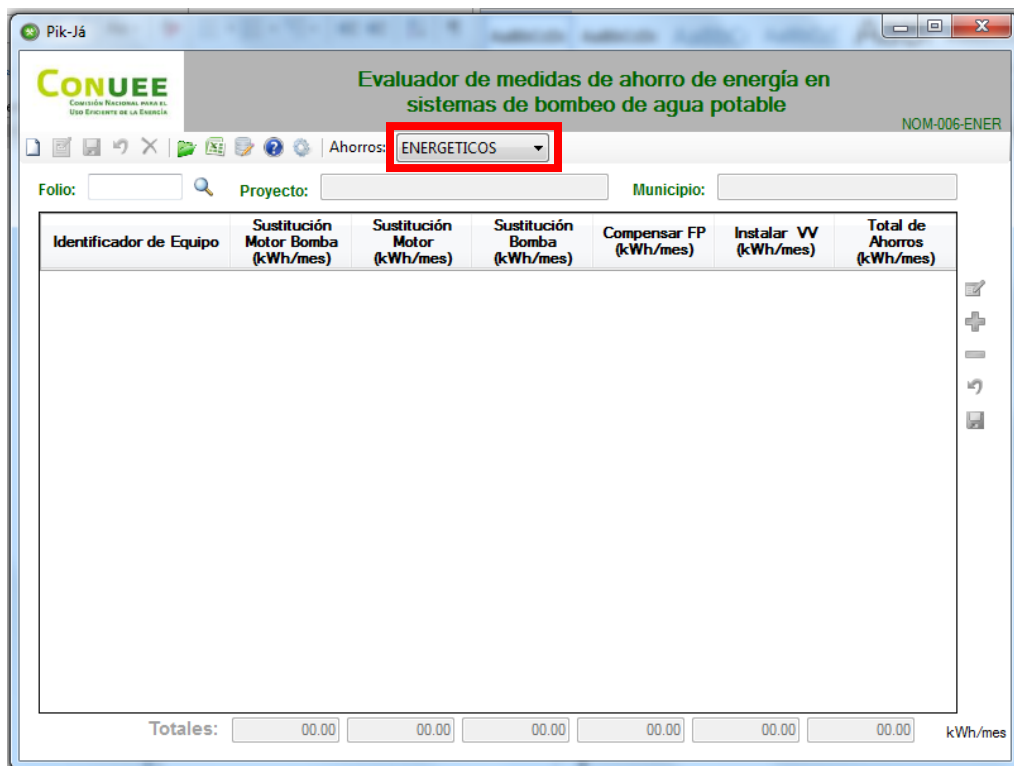 Pik-Já
CONUEE
COMISIÓN NACIONAL PARA EL
USO EFICIENTE DE LA ENERGÍA
Evaluador de medidas de ahorro de energía en
sistemas de bombeo de agua potable
NOM-006-ENER
Ahorros: ENERGETICOS
Folio: Proyecto: Municipio:
Identificador de Equipo
Sustitución
Motor Bomba
(kWh/mes)
Sustitución
Motor
(kWh/mes)
Sustitución
Bomba
(kWh/mes)
Compensar FP
(kWh/mes)
Instalar VV
(kWh/mes)
Total de
Ahorros
(kWh/mes)
Totales: 00.00 00.00 00.00 00.00 00.00 00.00 kWh/mes